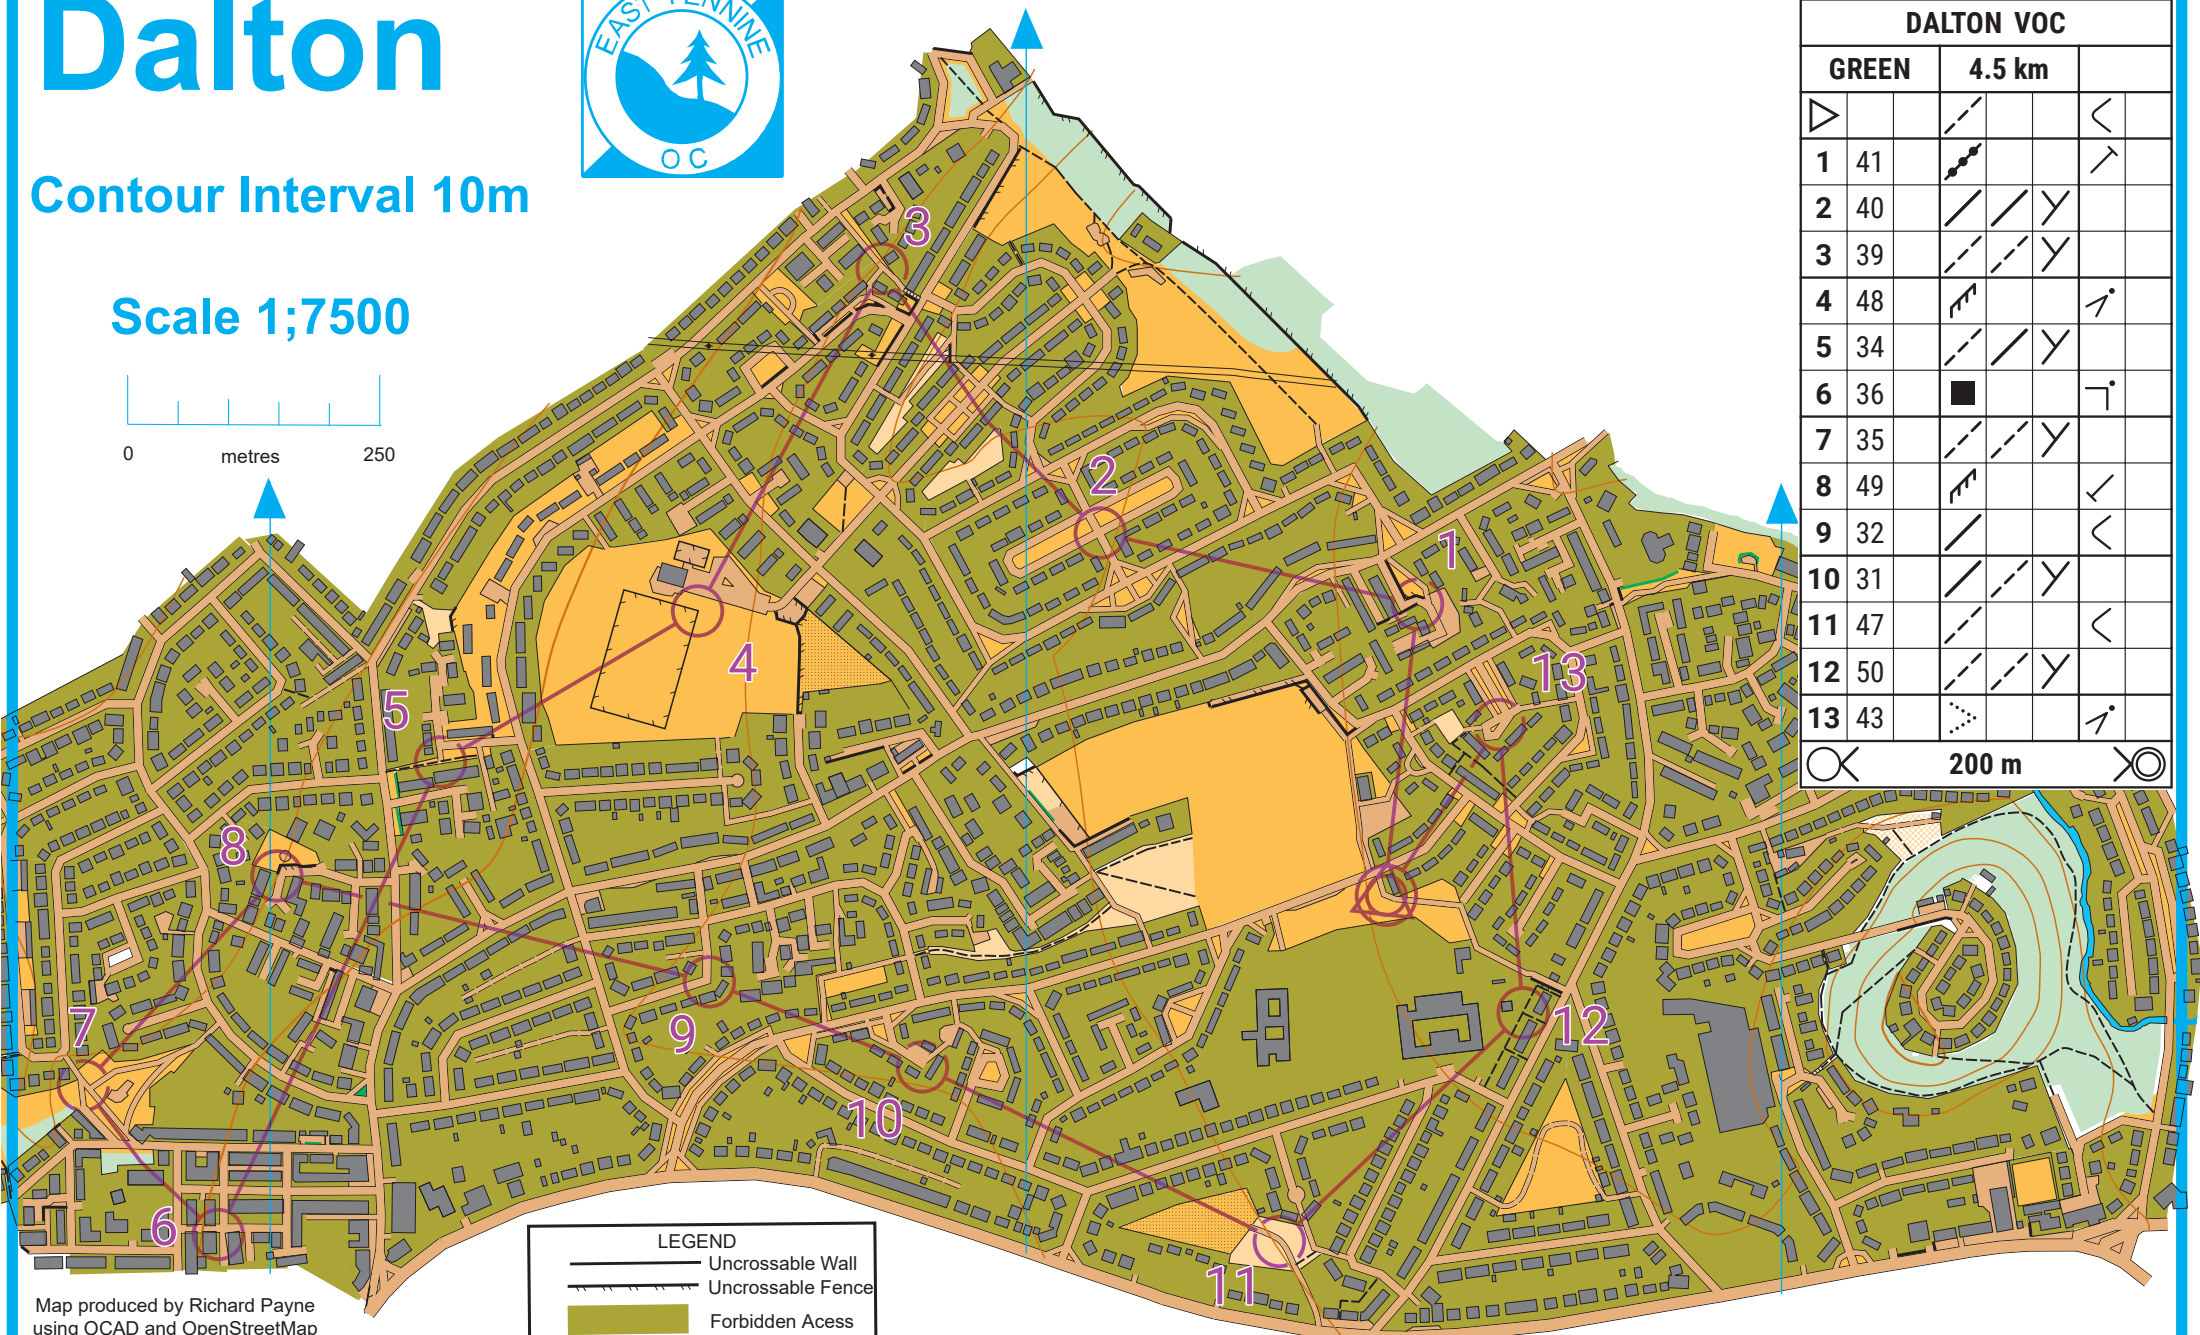 Dalton
EAST PENNINE
OC
Contour Interval 10m
Scale 1;7500
0 metres 250
DALTON VOC
GREEN 4.5 km
1 41
2 40
3 39
4 48
5 34
6 36
7 35
8 49
9 32
10 31
11 47
12 50
13 43
200 m
3
2
1
13
4
5
8
7
9
12
10
6
11
LEGEND
Uncrossable Wall
Uncrossable Fence
Forbidden Acess
Map produced by Richard Payne
using OCAD and OpenStreetMap